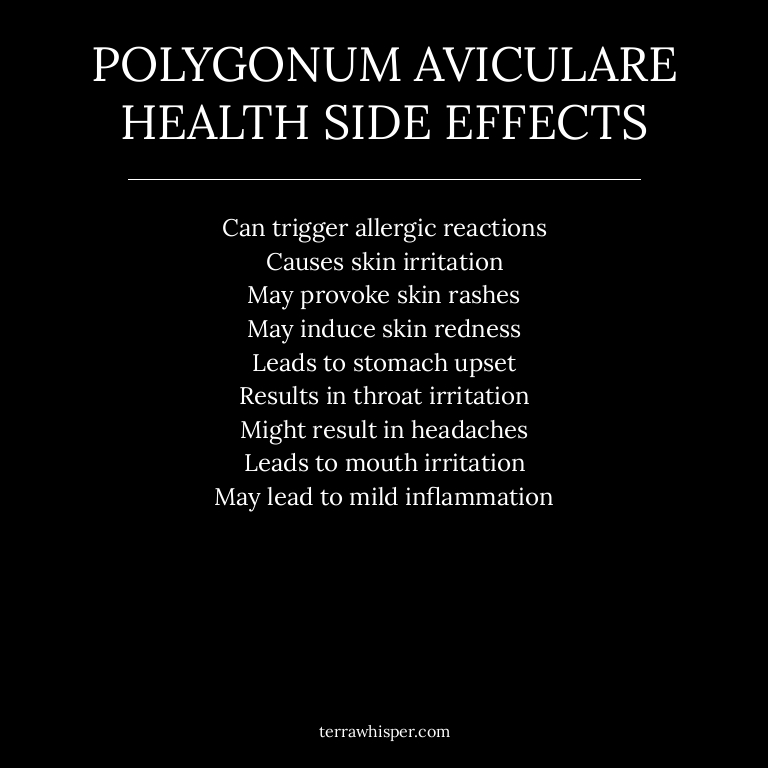 POLYGONUM AVICULARE
HEALTH SIDE EFFECTS
Can trigger allergic reactions
Causes skin irritation
May provoke skin rashes
May induce skin redness
Leads to stomach upset
Results in throat irritation
Might result in headaches
Leads to mouth irritation
May lead to mild inflammation
terrawhisper.com